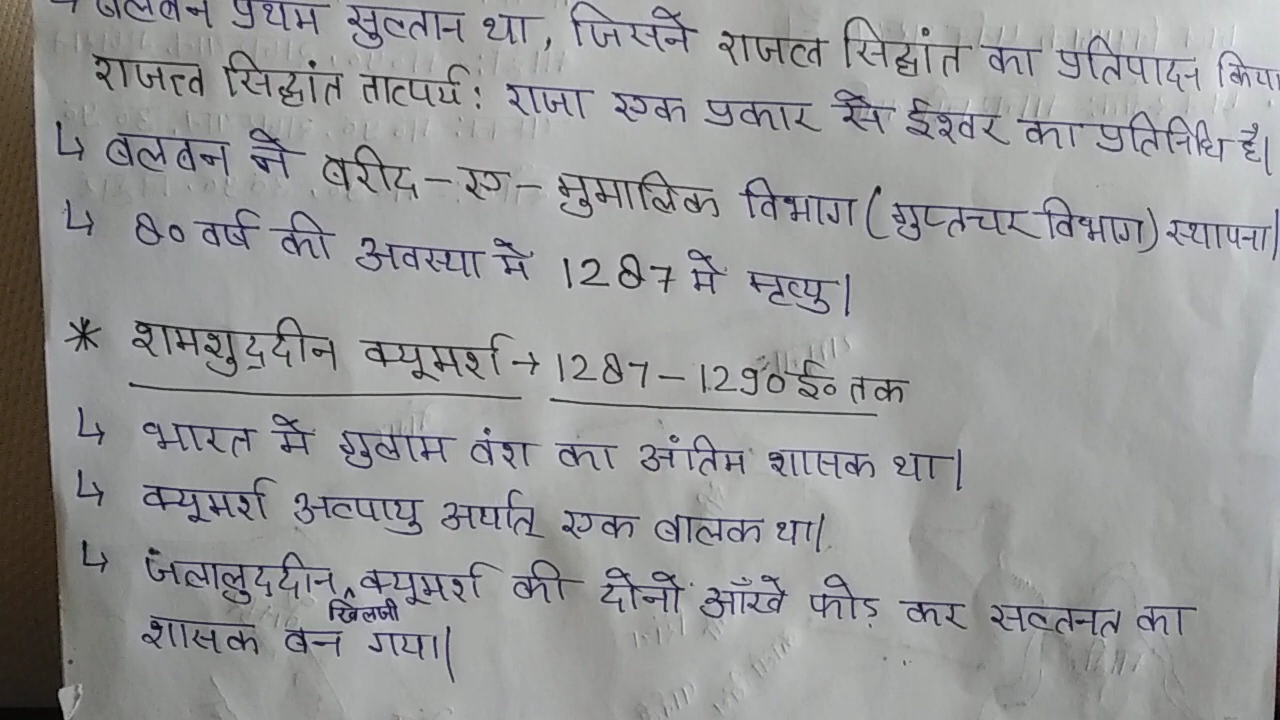 ↳ बलबन प्रथम सुल्तान था, जिसने राजत्व सिद्धांत का प्रतिपादन किया
राजत्व सिद्धांत तात्पर्य: राजा एक प्रकार से ईश्वर का प्रतिनिधि है।
↳ बलबन ने बरीद-ए-मुमालिक विभाग (गुप्तचर विभाग) स्थापना।
↳ 80 वर्ष की अवस्था में 1287 में मृत्यु।
* शमशुद्दीन क्यूमर्श → 1287-1290 ई० तक
↳ भारत में गुलाम वंश का अंतिम शासक था।
↳ क्यूमर्श अल्पायु अर्थात् एक बालक था।
↳ जलालुद्दीन ^ क्यूमर्श की दोनों आँखे फोड़ कर सल्तनत का
खिलजी
शासक बन गया।